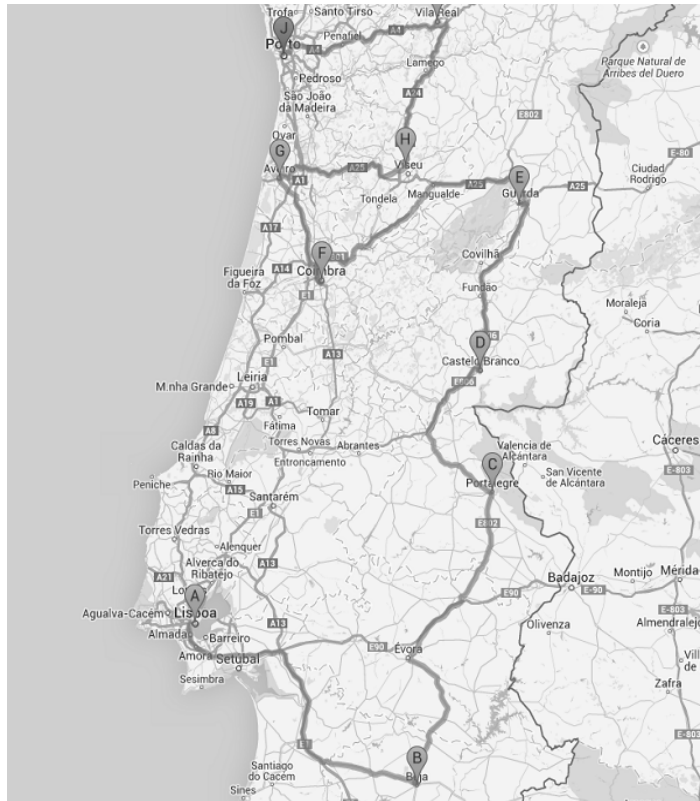 Trofa
Santo Tirso
Vila Real
J
Porto
Penafiel
A4
A4
Lamego
Parque Natural de
Arribes del Duero
Pedroso
São João
da Madeira
A24
E802
Ovar
G
H
E-80
Aveiro
A1
A25
Viseu
E
Ciudad
Rodrigo
Mangualde
A25
Guarda
A25
Tondela
A17
F
Covilhã
Figueira
da Foz
A14
Coimbra
E1
Fundão
Moraleja
Coria
Pombal
A13
D
Castelo Branco
E1
Leiria
M.nha Grande
E806
A19
A1
Tomar
Fátima
A8
Caldas da
Rainha
Torres Novas
Abrantes
Entroncamento
Valencia de
Alcántara
Cáceres
C
Peniche
Rio Maior
San Vicente
de Alcántara
E-803
Portalegre
A15
Santarém
E1
E802
Torres Vedras
Alenquer
Alverca do
Ribatejo
A13
A21
Badajoz
Montijo
Mérida
E90
E-90
A
Agualva-Cacém
Lisboa
Almada
Barreiro
A13
Olivenza
Almendralejo
Amora
Setúbal
E90
Évora
Sesimbra
Zafra
E-803
E1
B
Beja
Santiago
do Cacém
Sines